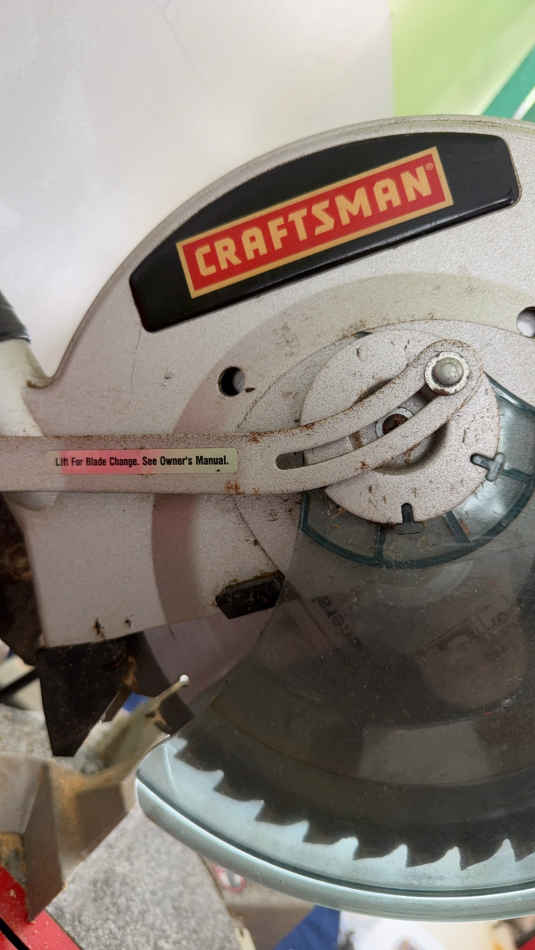 CRAFTSMAN®
Lift For Blade Change. See Owner's Manual.